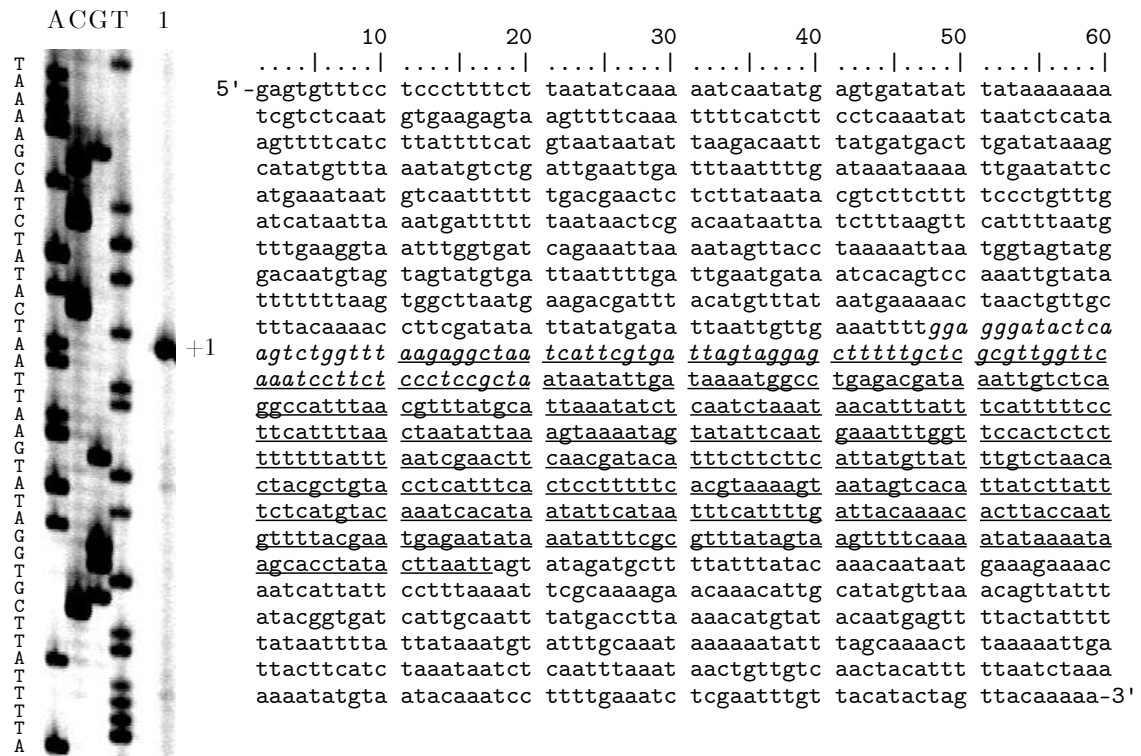 ACGT 1
T
A
A
A
A
G
C
A
T
C
T
A
T
A
C
T
A
A
T
T
A
A
G
T
A
T
A
G
G
T
G
C
T
T
A
T
T
T
T
A
+1
10 20 30 40 50 60
....|....| ....|....| ....|....| ....|....| ....|....| ....|....|
5'-gagtgtttcc tcccttttct taatatcaaa aatcaatatg agtgatatat tataaaaaaa
tcgtctcaat gtgaagagta agttttcaaa ttttcatctt cctcaaatat taatctcata
agttttcatc ttattttcat gtaataatat taagacaatt tatgatgact tgatataaag
catatgttta aatatgtctg attgaattga tttaattttg ataaataaaa ttgaatattc
atgaaataat gtcaattttt tgacgaactc tcttataata cgtcttcttt tccctgtttg
atcataatta aatgattttt taataactcg acaataatta tctttaagtt cattttaatg
tttgaaggta atttggtgat cagaaattaa aatagttacc taaaaattaa tggtagtatg
gacaatgtag tagtatgtga ttaattttga ttgaatgata atcacagtcc aaattgtata
tttttttaag tggcttaatg aagacgattt acatgtttat aatgaaaaac taactgttgc
tttacaaaac cttcgatata ttatatgata ttaattgttg aaattttgga gggatactca
agtctggttt aagaggctaa tcattcgtga ttagtaggag ctttttgctc gcgttggttc
aaatccttct ccctccgcta ataatattga taaaatggcc tgagacgata aattgtctca
ggccatttaa cgtttatgca ttaaatatct caatctaaat aacatttatt tcatttttcc
ttcattttaa ctaatattaa agtaaaatag tatattcaat gaaatttggt tccactctct
ttttttattt aatcgaactt caacgataca tttcttcttc attatgttat ttgtctaaca
ctacgctgta cctcatttca ctcctttttc acgtaaaagt aatagtcaca ttatcttatt
tctcatgtac aaatcacata atattcataa tttcattttg attacaaaac acttaccaat
gttttacgaa tgagaatata aatatttcgc gtttatagta agttttcaaa atataaaata
agcacctata cttaattagt atagatgctt tatttatacc aaacaataat gaaagaaaac
aatcattatt cctttaaaat tcgcaaaaga acaaacattg catatgttaa acagttattt
atacggtgat cattgcaatt tatgacctta aaacatgtat acaatgagtt ttactatttt
tataattttа ttataaatgt atttgcaaat aaaaaatatt tagcaaaact taaaaattga
ttacttcatc taaataatct caatttaaat aactgttgtc aactacattt ttaatctaaa
aaaatatgta atacaaatcc ttttgaaatc tcgaatttgt tacatactag ttacaaaaa-3'